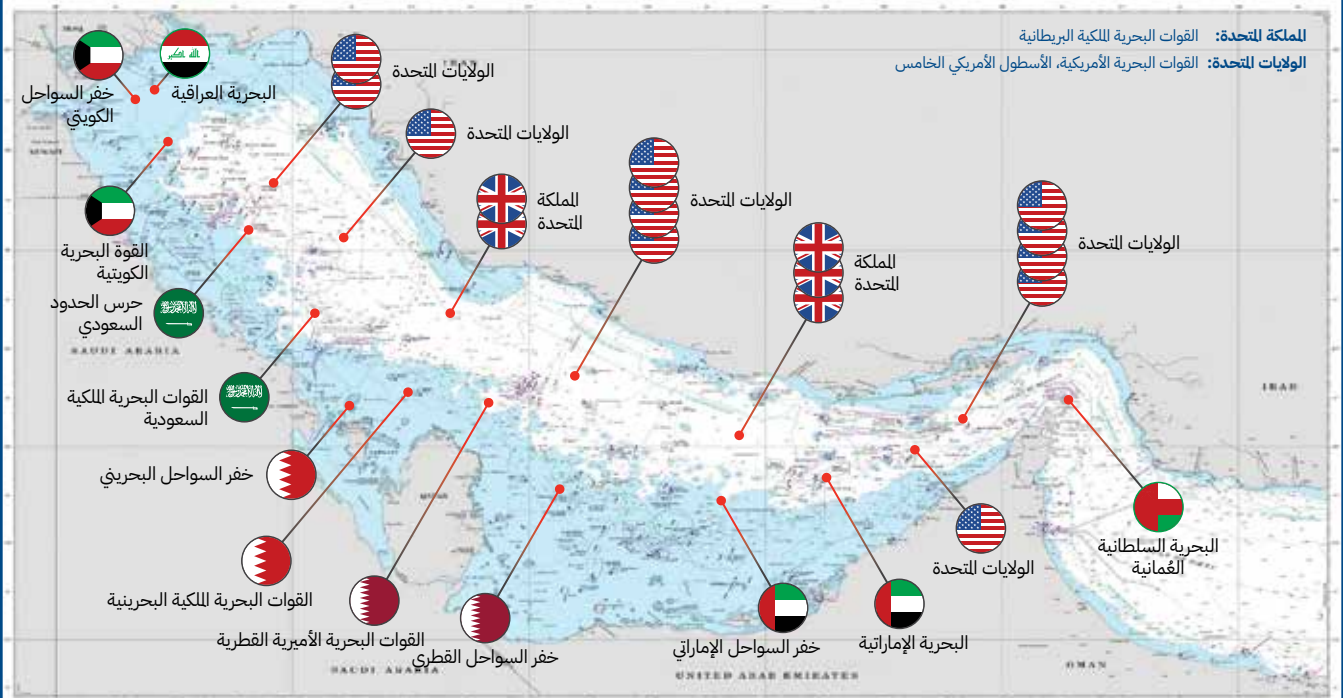 المملكة المتحدة: القوات البحرية الملكية البريطانية
الولايات المتحدة: القوات البحرية الأمريكية، الأسطول الأمريكي الخامس
خفر السواحل
الكويتي
البحرية العراقية
الولايات المتحدة
الولايات المتحدة
المملكة
المتحدة
الولايات المتحدة
المملكة
المتحدة
الولايات المتحدة
القوة البحرية
الكويتية
حرس الحدود
السعودي
SAUDI ARABIA
القوات البحرية الملكية
السعودية
IRAN
خفر السواحل البحريني
القوات البحرية الملكية البحرينية
القوات البحرية الأميرية القطرية
خفر السواحل القطري
خفر السواحل الإماراتي
البحرية الإماراتية
الولايات المتحدة
البحرية السلطانية
العُمانية
SAUDI ARABIA
UNITED ARAB EMIRATES
OMAN